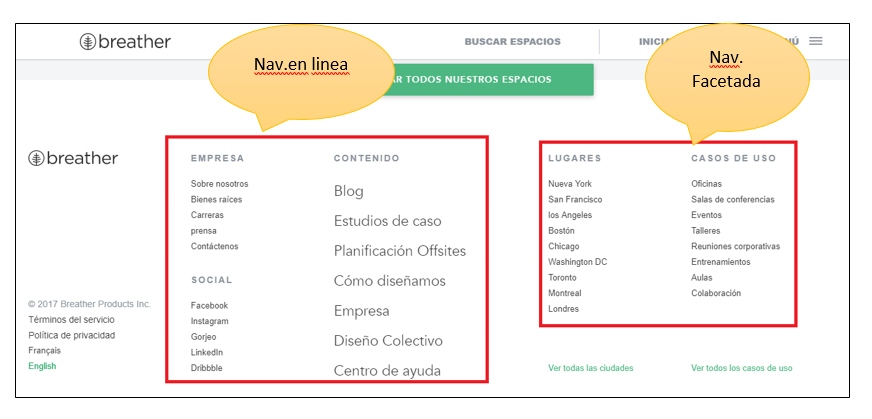 breather
BUSCAR ESPACIOS
Nav.en linea
Nav.
Facetada
TODOS NUESTROS ESPACIOS
breather
EMPRESA
Sobre nosotros
Bienes raíces
Carreras
prensa
Contáctenos
SOCIAL
Facebook
Instagram
Gorjeo
LinkedIn
Dribbble
CONTENIDO
Blog
Estudios de caso
Planificación Offsites
Cómo diseñamos
Empresa
Diseño Colectivo
Centro de ayuda
LUGARES
Nueva York
San Francisco
los Angeles
Bostón
Chicago
Washington DC
Toronto
Montreal
Londres
Ver todas las ciudades
CASOS DE USO
Oficinas
Salas de conferencias
Eventos
Talleres
Reuniones corporativas
Entrenamientos
Aulas
Colaboración
Ver todos los casos de uso
© 2017 Breather Products Inc.
Términos del servicio
Política de privacidad
Français
English